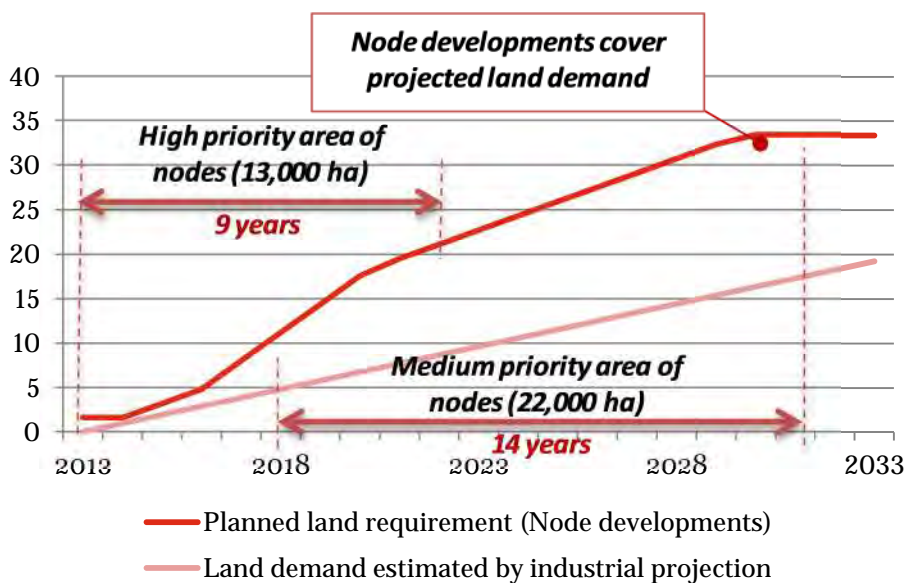 Node developments cover
projected land demand
40
35
30
25
20
15
10
5
0
High priority area of
nodes (13,000 ha)
9 years
Medium priority area of
nodes (22,000 ha)
14 years
2013 2018 2023 2028 2033
Planned land requirement (Node developments)
Land demand estimated by industrial projection